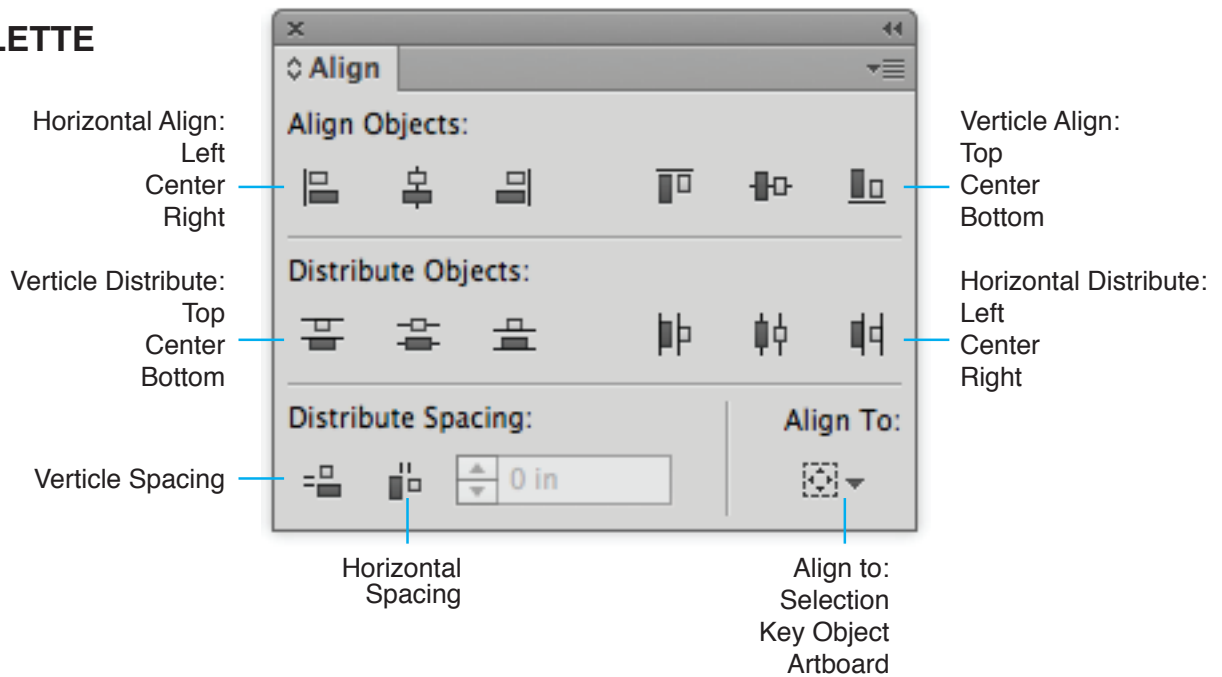 LETTE
Align
Horizontal Align:
Left
Center
Right
Align Objects:
Verticle Align:
Top
Center
Bottom
Verticle Distribute:
Top
Center
Bottom
Distribute Objects:
Horizontal Distribute:
Left
Center
Right
Distribute Spacing:
Align To:
Verticle Spacing
0 in
Horizontal
Spacing
Align to:
Selection
Key Object
Artboard